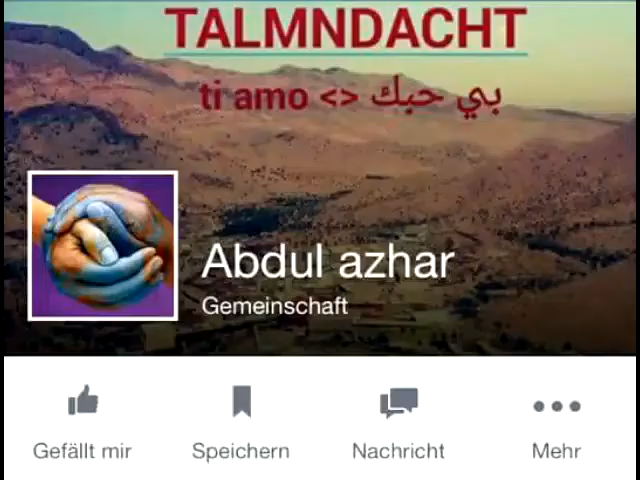 TALMNDACHT
ti amo <> بي حبك
Abdul azhar
Gemeinschaft
Gefällt mir
Speichern
Nachricht
Mehr